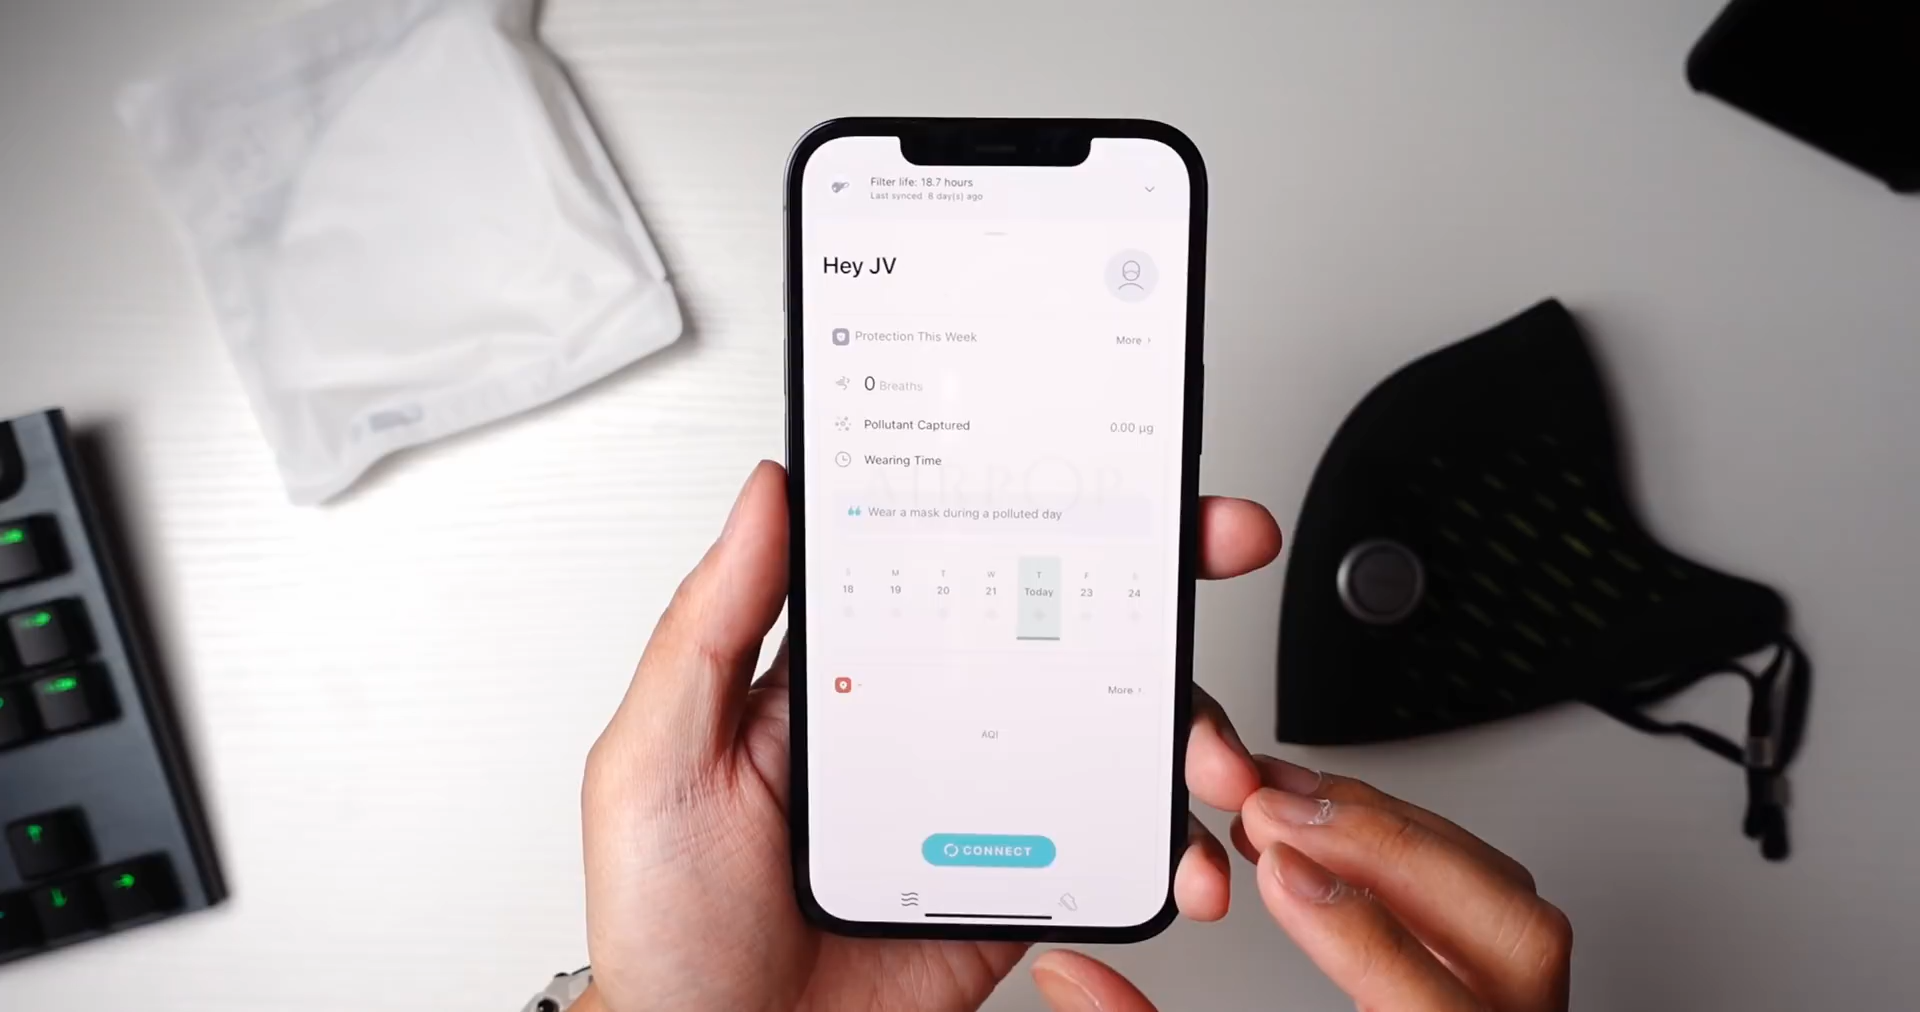 Filter life: 18.7 hours
Last synced 8 day(s) ago
Hey JV
Protection This Week
More
0 Breaths
Pollutant Captured
0.00 µg
Wearing Time
AIRPOP
Wear a mask during a polluted day
S M T W T F S
18 19 20 21 Today 23 24
More
AQI
CONNECT